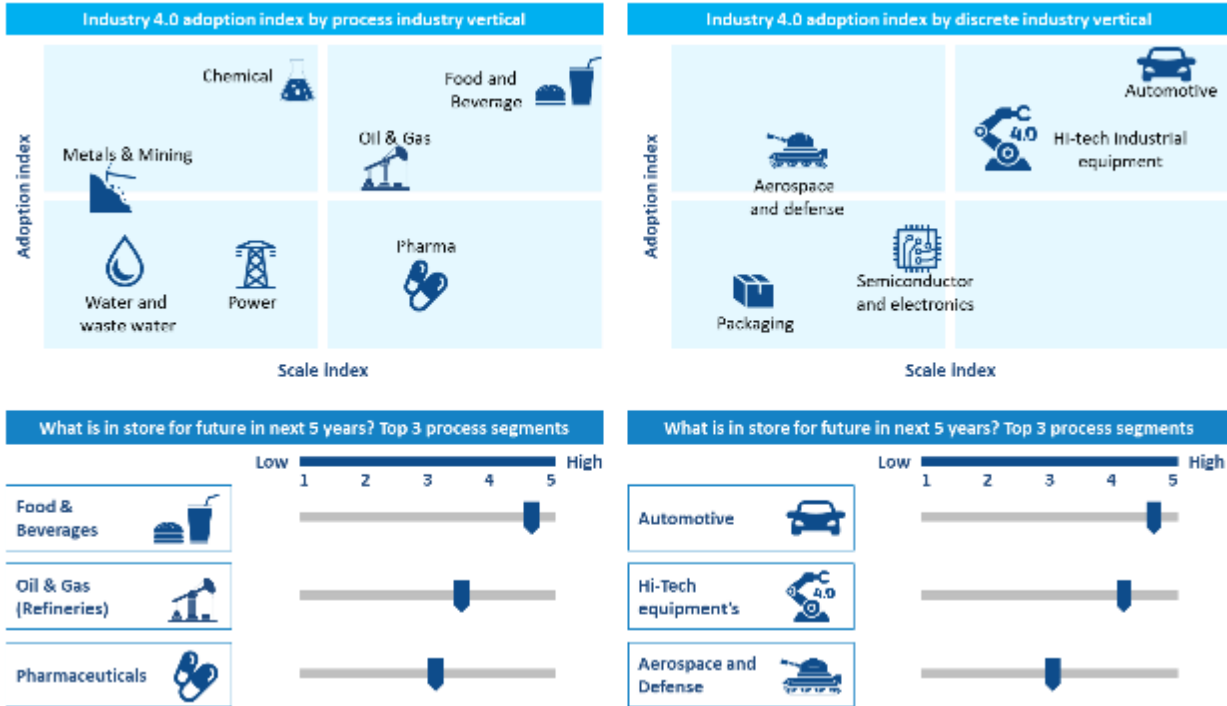 Industry 4.0 adoption index by process industry vertical
Chemical
Food and
Beverage
Oil & Gas
Metals & Mining
Pharma
Water and
waste water
Power
Adoption index
Scale index
Industry 4.0 adoption index by discrete industry vertical
Automotive
4.0
Hi-tech Industrial
equipment
Aerospace
and defense
Semiconductor
and electronics
Packaging
Adoption index
Scale index
What is in store for future in next 5 years? Top 3 process segments
Low
High
1 2 3 4 5
Food &
Beverages
Oil & Gas
(Refineries)
Pharmaceuticals
What is in store for future in next 5 years? Top 3 process segments
Low
High
1 2 3 4 5
Automotive
Hi-Tech
equipment's
4.0
Aerospace and
Defense